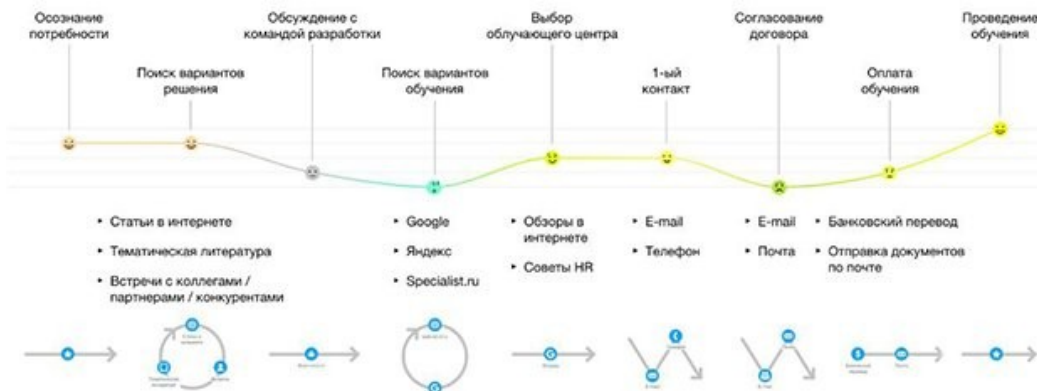 Осознание
потребности
Обсуждение с
командой разработки
Выбор
облучающего центра
Согласование
договора
Проведение
обучения
Поиск вариантов
решения
Поиск вариантов
обучения
1-ый
контакт
Оплата
обучения
‣ Статьи в интернете
‣ Тематическая литература
‣ Встречи с коллегами /
партнерами / конкурентами
‣ Google
‣ Яндекс
‣ Specialist.ru
‣ Обзоры в
интернете
‣ Советы HR
‣ E-mail
‣ Телефон
‣ E-mail
‣ Почта
‣ Банковский перевод
‣ Отправка документов
по почте